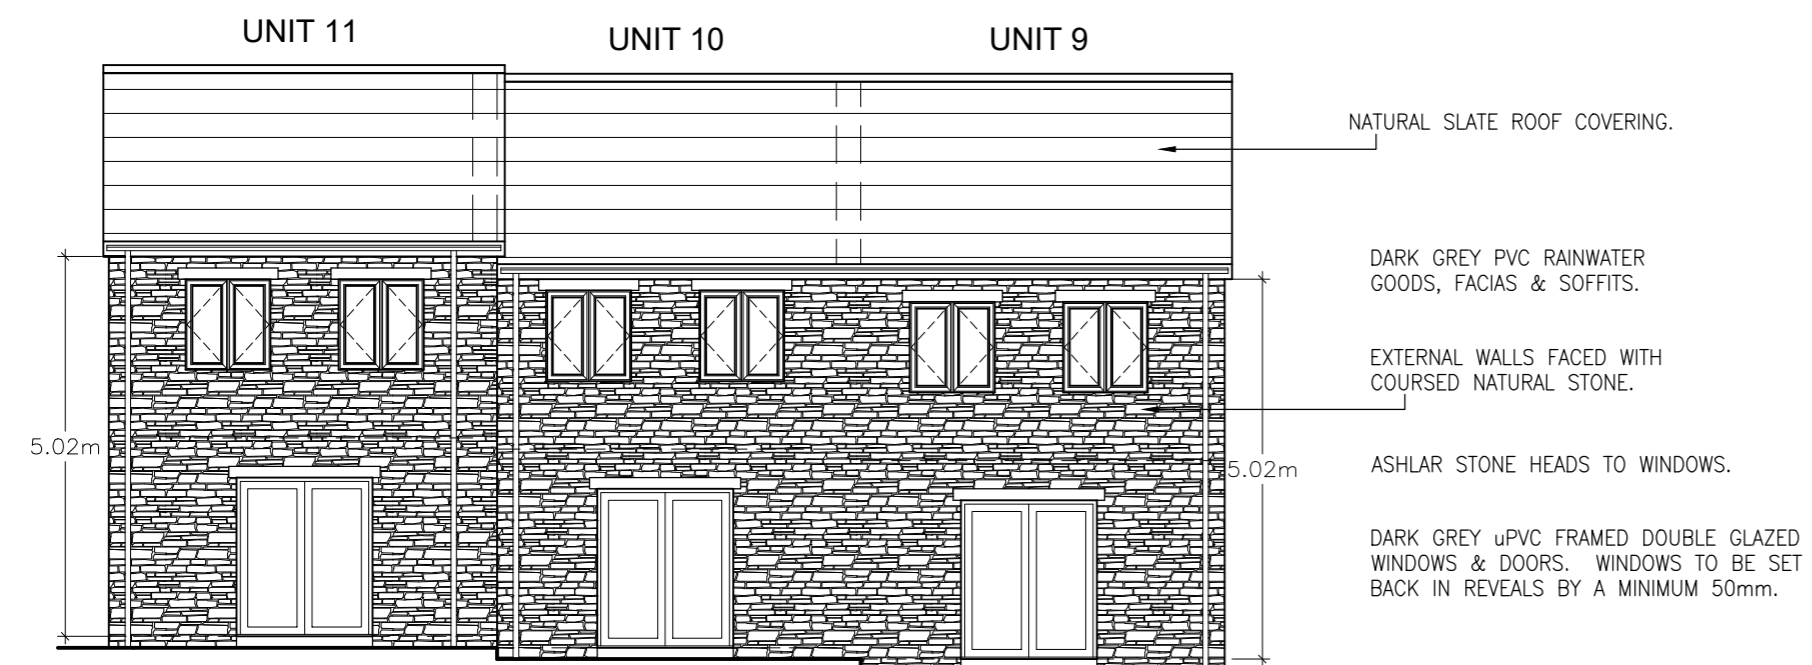 UNIT 11
UNIT 10
UNIT 9
NATURAL SLATE ROOF COVERING.
DARK GREY PVC RAINWATER
GOODS, FACIAS & SOFFITS.
EXTERNAL WALLS FACED WITH
COURSED NATURAL STONE.
5.02m
5.02m
ASHLAR STONE HEADS TO WINDOWS.
DARK GREY uPVC FRAMED DOUBLE GLAZED
WINDOWS & DOORS. WINDOWS TO BE SET
BACK IN REVEALS BY A MINIMUM 50mm.